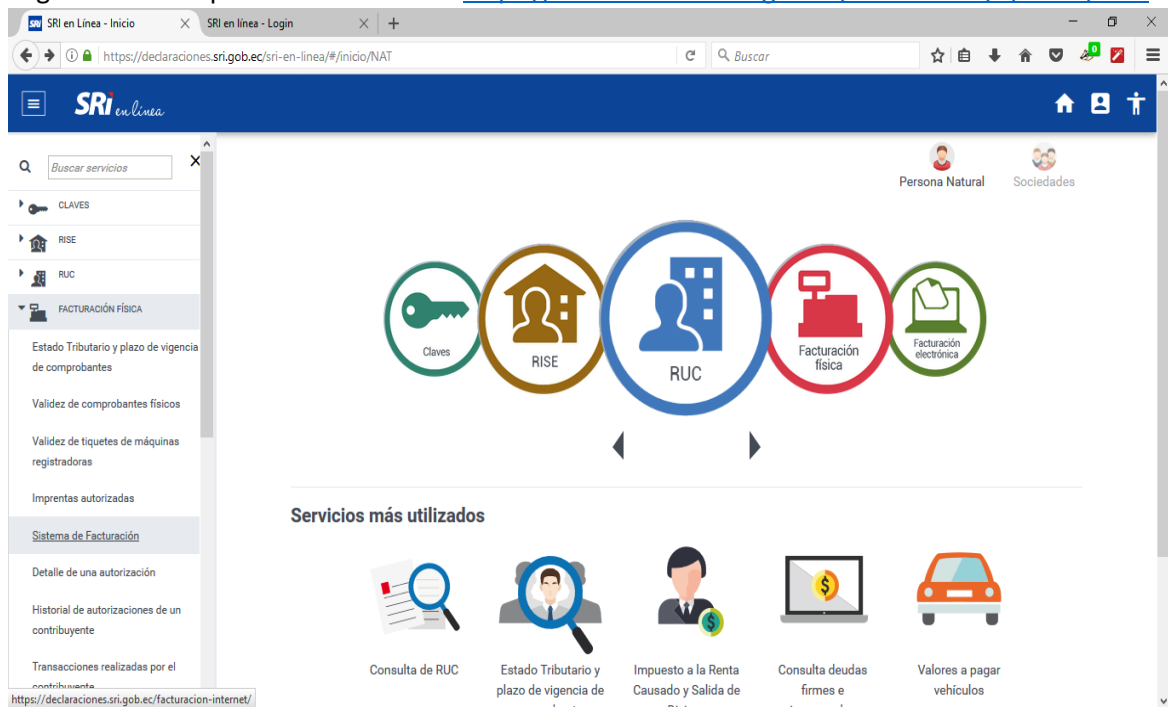 SRI en Línea - Inicio
SRI en línea - Login
https://declaraciones.sri.gob.ec/sri-en-linea/#/inicio/NAT
Buscar
0
SRi en línea
Buscar servicios
X
Persona Natural
Sociedades
CLAVES
RISE
RUC
FACTURACIÓN FÍSICA
Estado Tributario y plazo de vigencia
de comprobantes
Validez de comprobantes físicos
Validez de tiquetes de máquinas
registradoras
Imprentas autorizadas
Sistema de Facturación
Detalle de una autorización
Historial de autorizaciones de un
contribuyente
Transacciones realizadas por el
contribuyente
https://declaraciones.sri.gob.ec/facturacion-internet/
Claves
RISE
RUC
Facturación
física
Facturación
electrónica
Servicios más utilizados
Consulta de RUC
Estado Tributario y
plazo de vigencia de
Impuesto a la Renta
Causado y Salida de
Consulta deudas
firmes e
Valores a pagar
vehículos